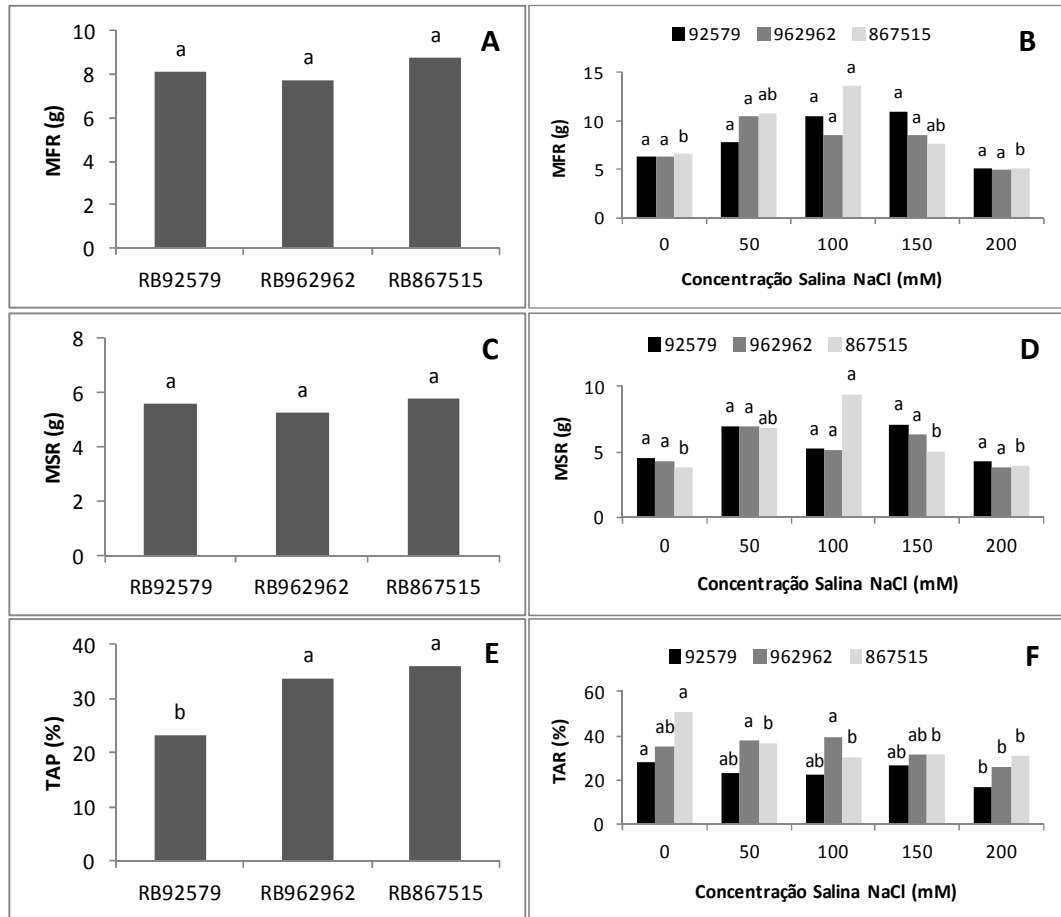 A
MFR (g)
10
8
6
4
2
0
a a a
RB92579 RB962962 RB867515
B
92579 962962 867515
MFR (g)
15
10
5
0
a a b a a ab a a a a a ab a a b
0 50 100 150 200
Concentração Salina NaCl (mM)
C
MSR (g)
8
6
4
2
0
a a a
RB92579 RB962962 RB867515
D
92579 962962 867515
MSR (g)
10
5
0
a a b a a ab a a a a a b a a b
0 50 100 150 200
Concentração Salina NaCl (mM)
E
TAP (%)
40
30
20
10
0
b a a
RB92579 RB962962 RB867515
F
92579 962962 867515
TAR (%)
60
40
20
0
a ab a ab a b ab a b ab ab b b b b
0 50 100 150 200
Concentração Salina NaCl (mM)